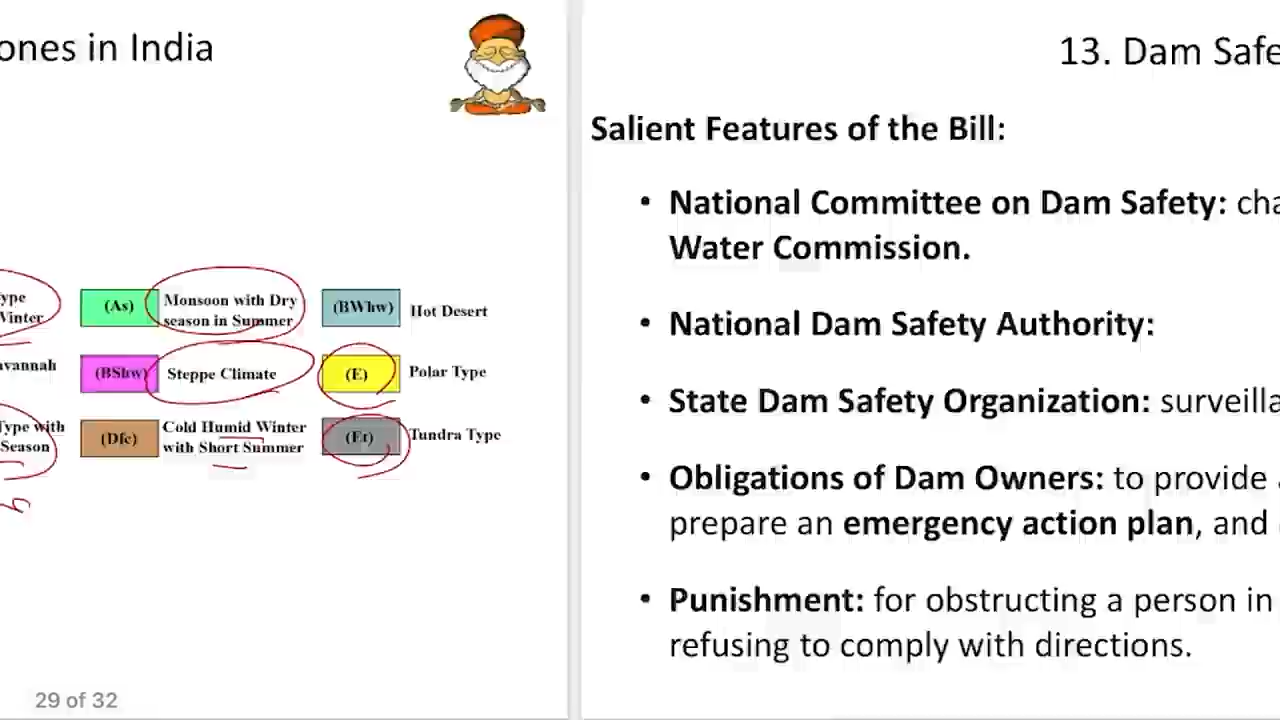 ones in India
ype
Winter
(As)
Monsoon with Dry
season in Summer
(BWhw)
Hot Desert
avannah
(BShw)
Steppe Climate
(E)
Polar Type
Type with
Season
(Dfc)
Cold Humid Winter
with Short Summer
(Et)
Tundra Type
29 of 32
13. Dam Safe
Salient Features of the Bill:
• National Committee on Dam Safety: cha
Water Commission.
• National Dam Safety Authority:
• State Dam Safety Organization: surveilla
• Obligations of Dam Owners: to provide
prepare an emergency action plan, and
• Punishment: for obstructing a person in
refusing to comply with directions.